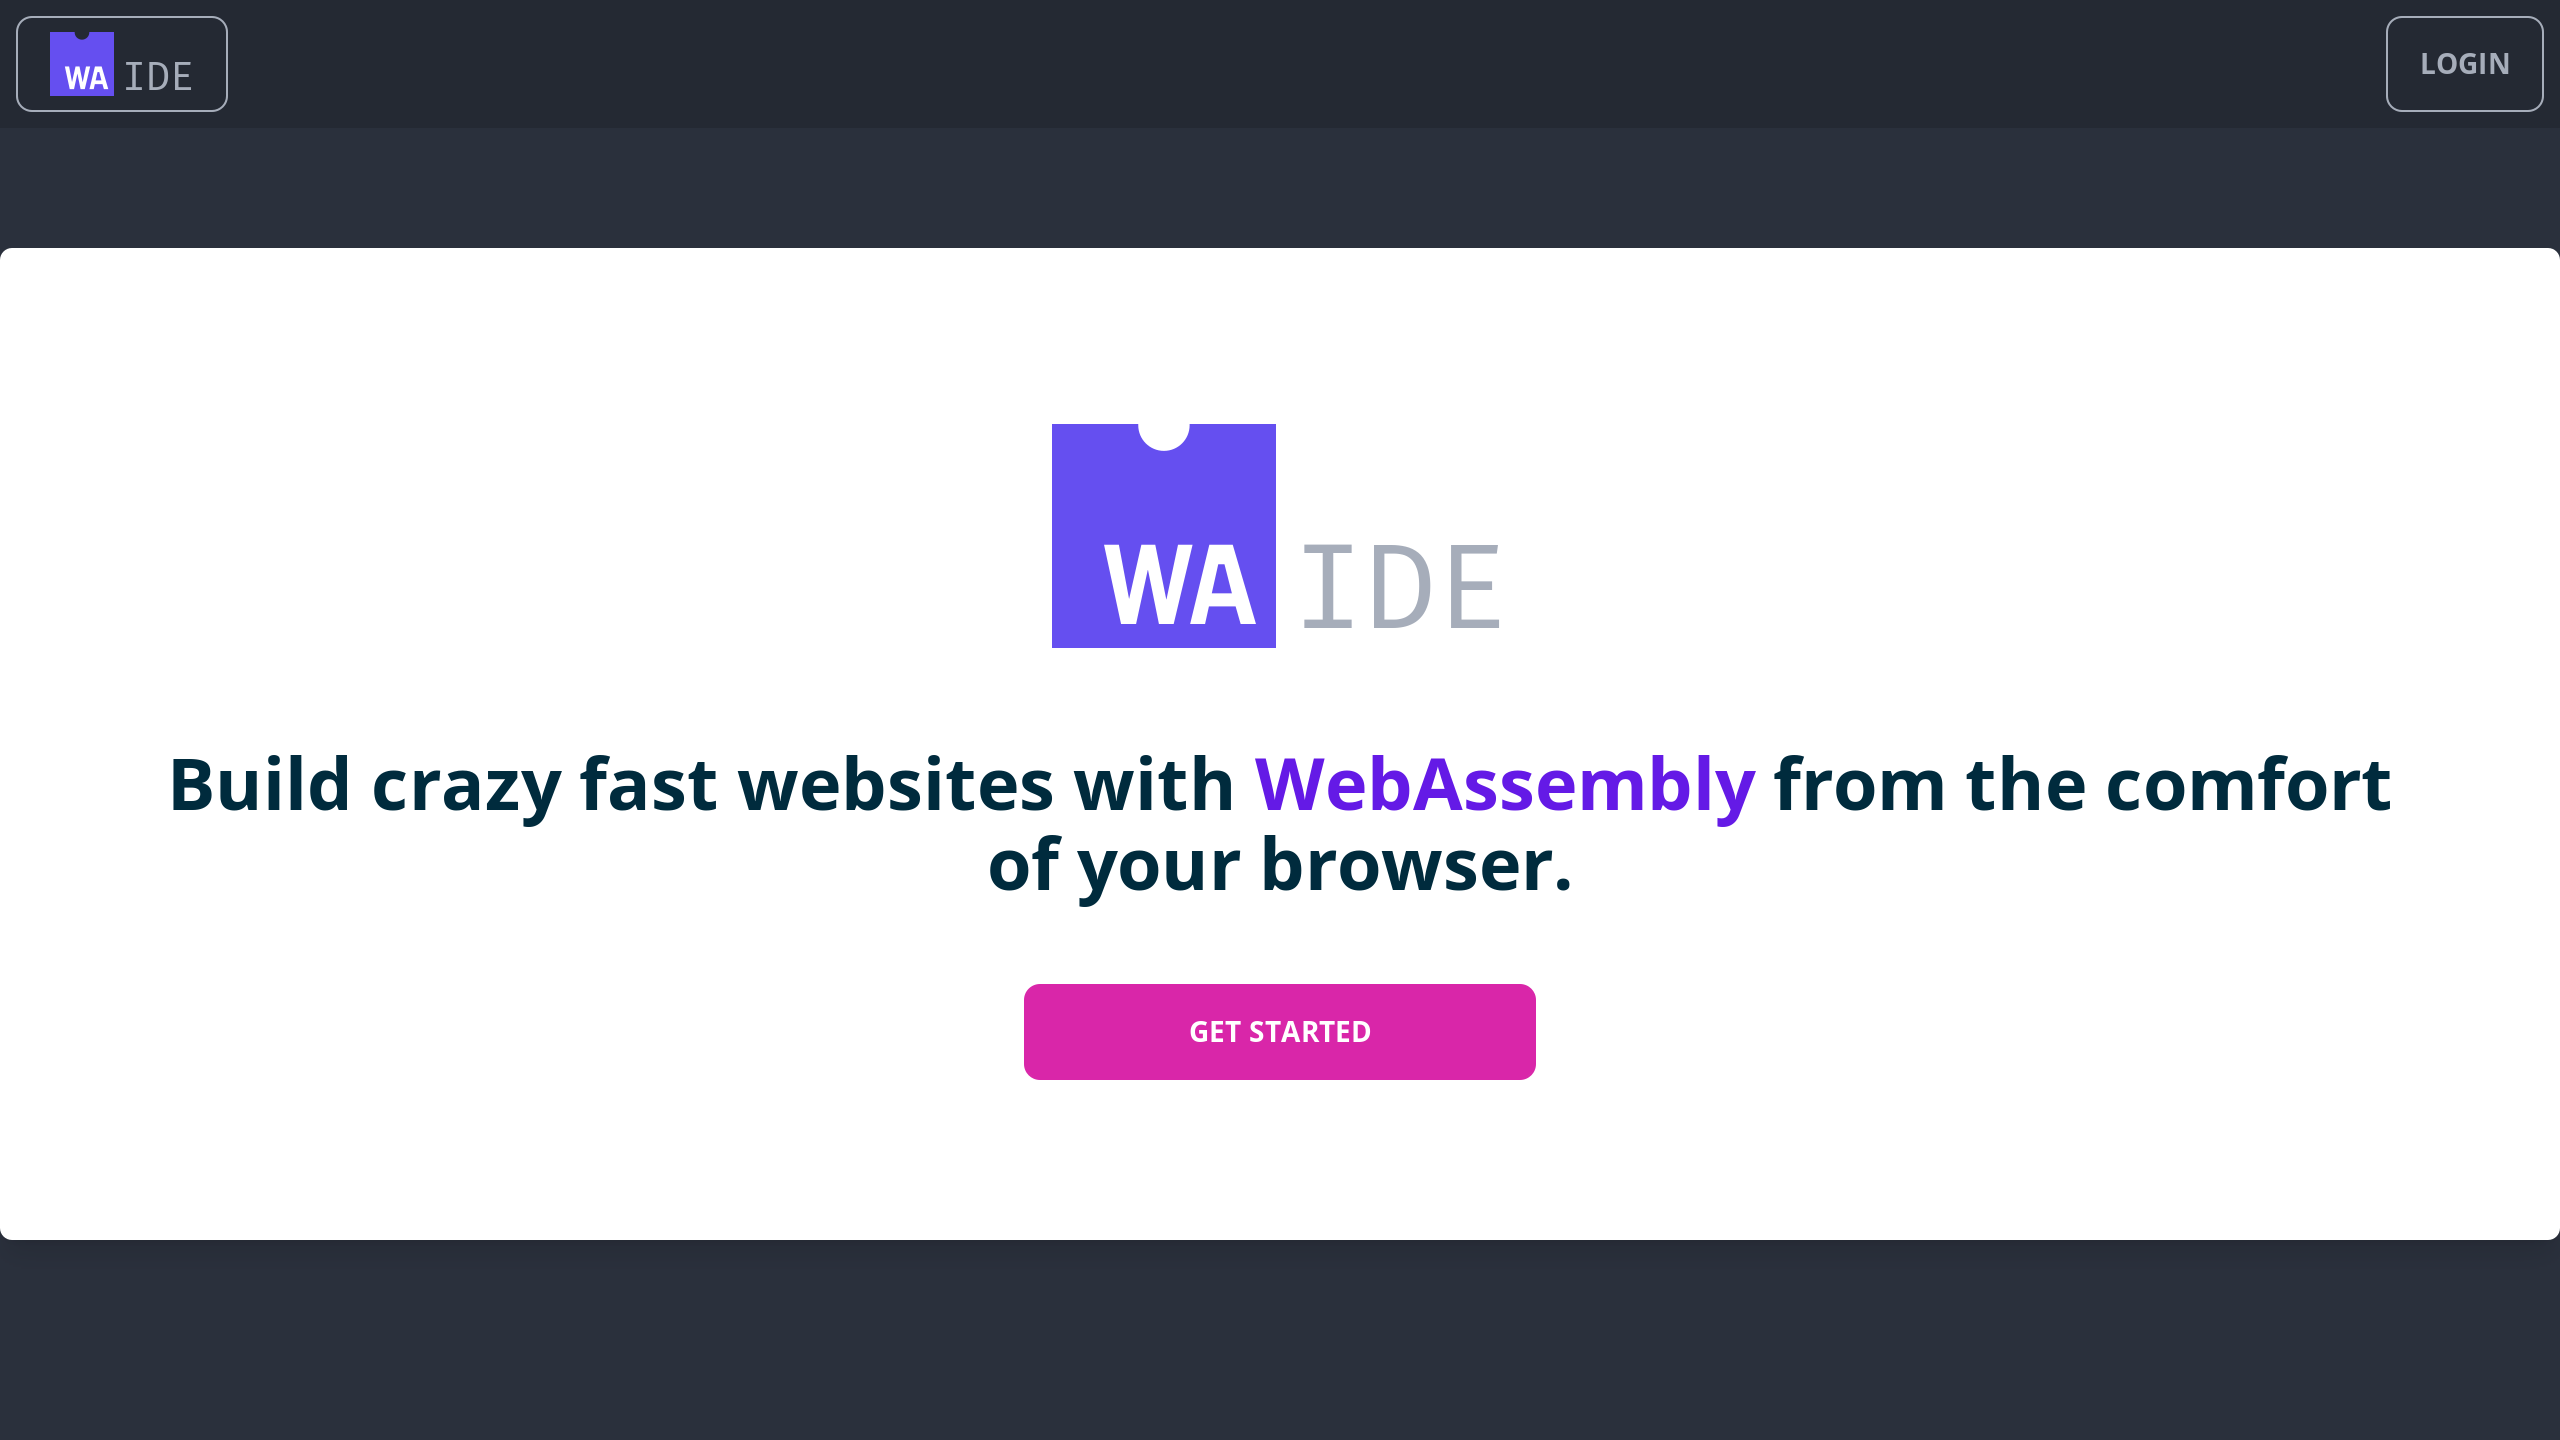 WA IDE
LOGIN
WA IDE
Build crazy fast websites with WebAssembly from the comfort
of your browser.
GET STARTED